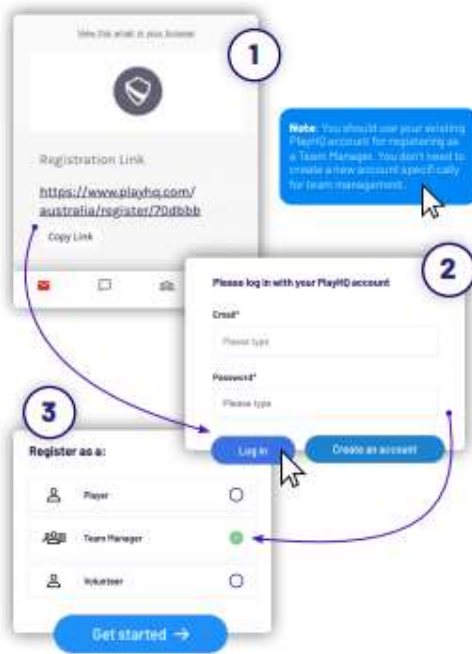 View this email in your browser
1
Registration Link
https://www.playhq.com/
australia/register/70dbbb
Copy Link
Note: You should use your existing
PlayHQ account for registering as
a Team Manager. You don't need to
create a new account specifically
for team management.
2
Please log in with your PlayHQ account
Email*
Please type
Password*
Please type
Log in
Create an account
3
Register as a:
Player
Team Manager
Volunteer
Get started →